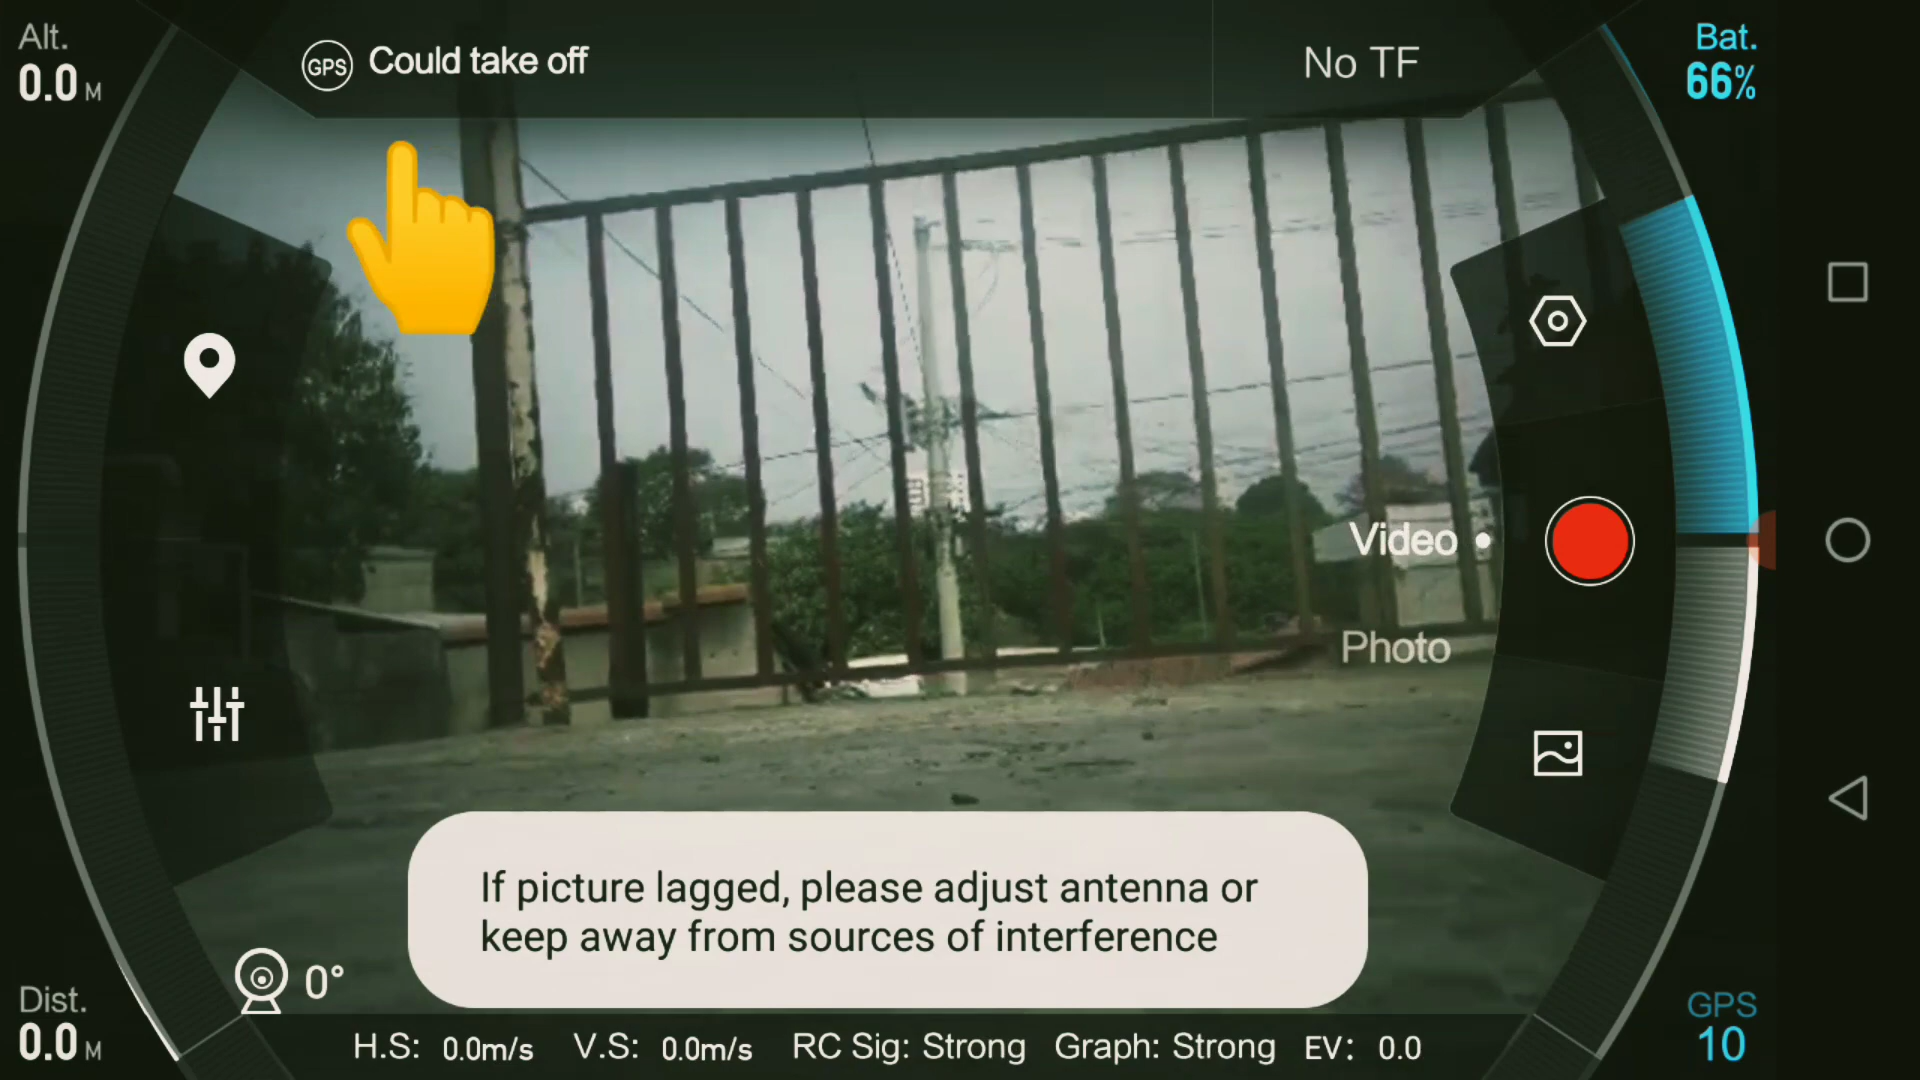 Alt.
0.0 M
GPS Could take off
No TF
Bat.
66%
Video
Photo
If picture lagged, please adjust antenna or
keep away from sources of interference
0°
Dist.
0.0 M
H.S: 0.0m/s V.S: 0.0m/s RC Sig: Strong Graph: Strong EV: 0.0
GPS
10